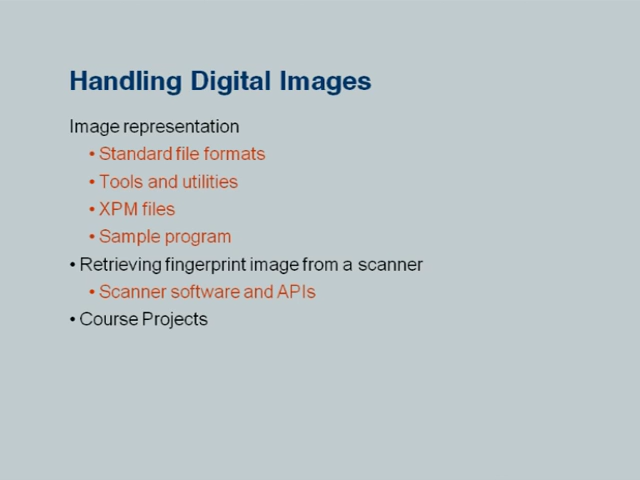 Handling Digital Images
Image representation
• Standard file formats
• Tools and utilities
• XPM files
• Sample program
• Retrieving fingerprint image from a scanner
• Scanner software and APIs
• Course Projects